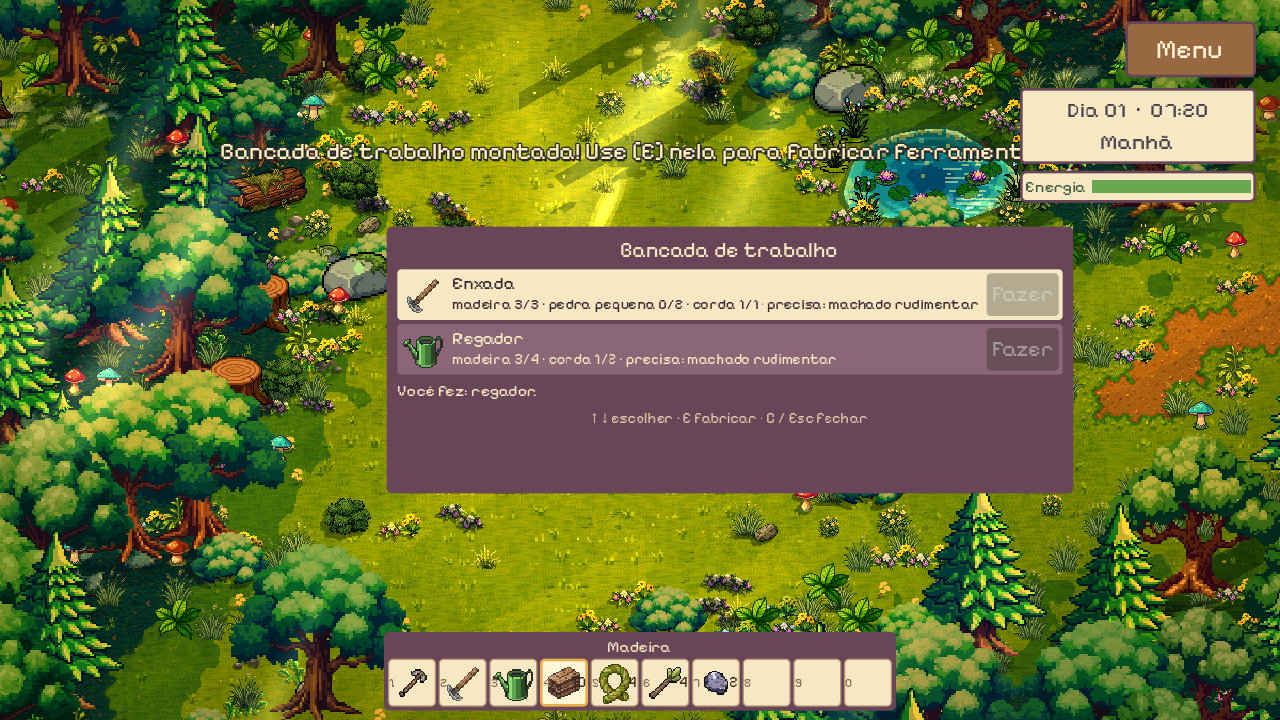 Menu
Dia 01 · 07:20
Manhã
Energia
Bancada de trabalho montada! Use (E) nela para fabricar ferrament
Bancada de trabalho
Enxada
madeira 3/3 · pedra pequena 0/2 · corda 1/1 · precisa: machado rudimentar
Fazer
Regador
madeira 3/4 · corda 1/2 · precisa: machado rudimentar
Fazer
Você fez: regador.
↑↓ escolher · E fabricar · C / Esc fechar
Madeira
1 2 3 4 5 4 6 4 7 2 8 9 0